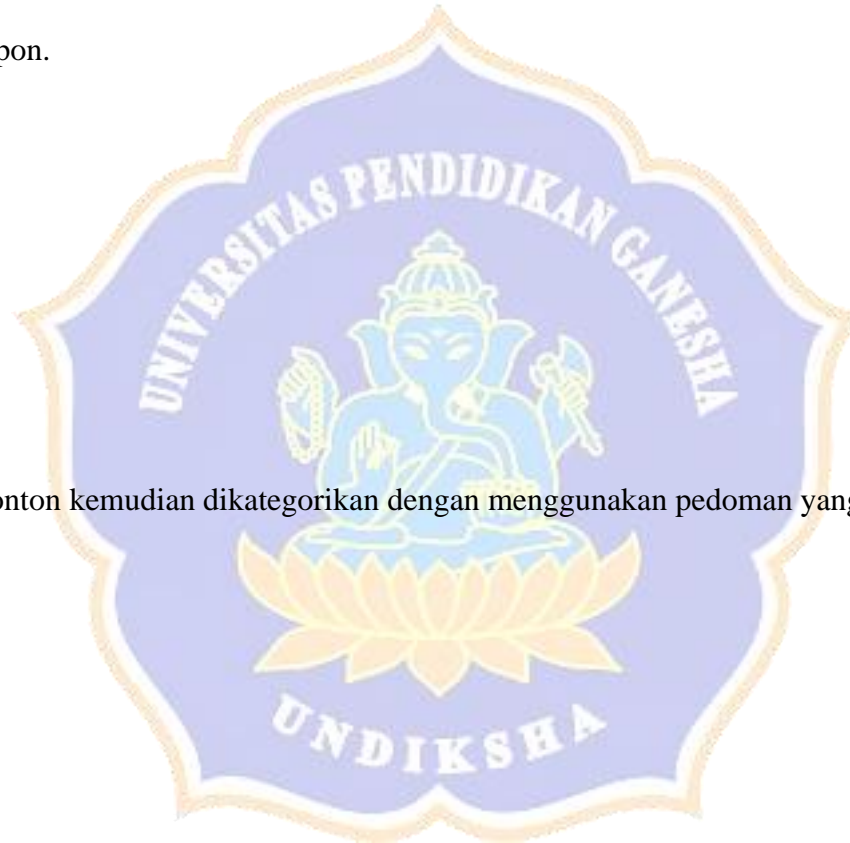 pon.
UNIVERSITAS PENDIDIKAN GANESHA
onton kemudian dikategorikan dengan menggunakan pedoman yang
UNDIKSHA